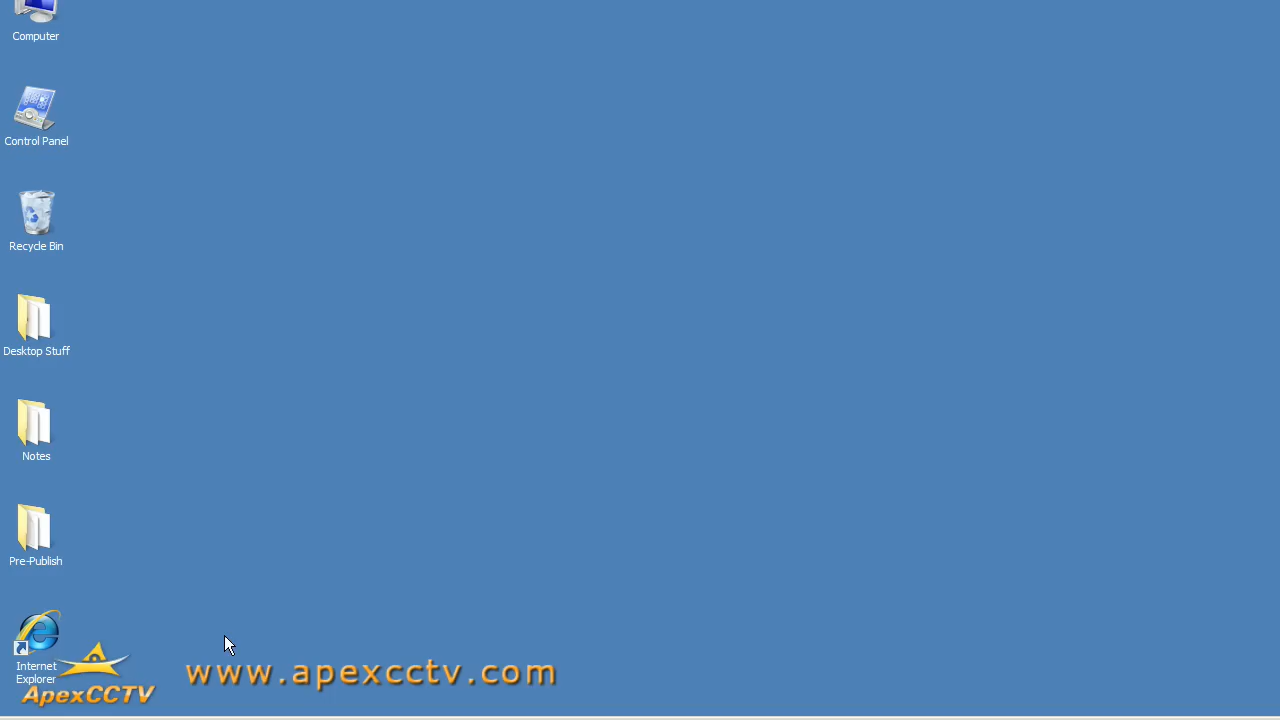 Computer
Control Panel
Recycle Bin
Desktop Stuff
Notes
Pre-Publish
Internet
Explorer
ApexCCTV
www.apexcctv.com